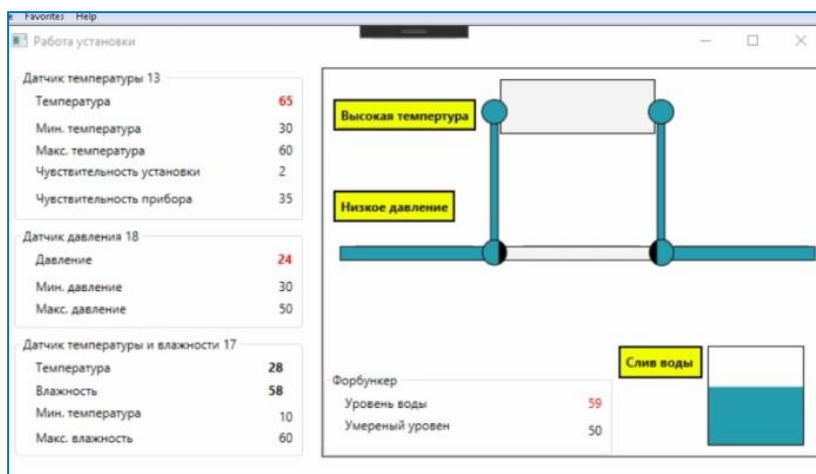 Favorites Help
Работа установки
Датчик температуры 13
Температура 65
Мин. температура 30
Макс. температура 60
Чувствительность установки 2
Чувствительность прибора 35
Датчик давления 18
Давление 24
Мин. давление 30
Макс. давление 50
Датчик температуры и влажности 17
Температура 28
Влажность 58
Мин. температура 10
Макс. влажность 60
Высокая темпертура
Низкое давление
Слив воды
Форбункер
Уровень воды 59
Умереный уровен 50